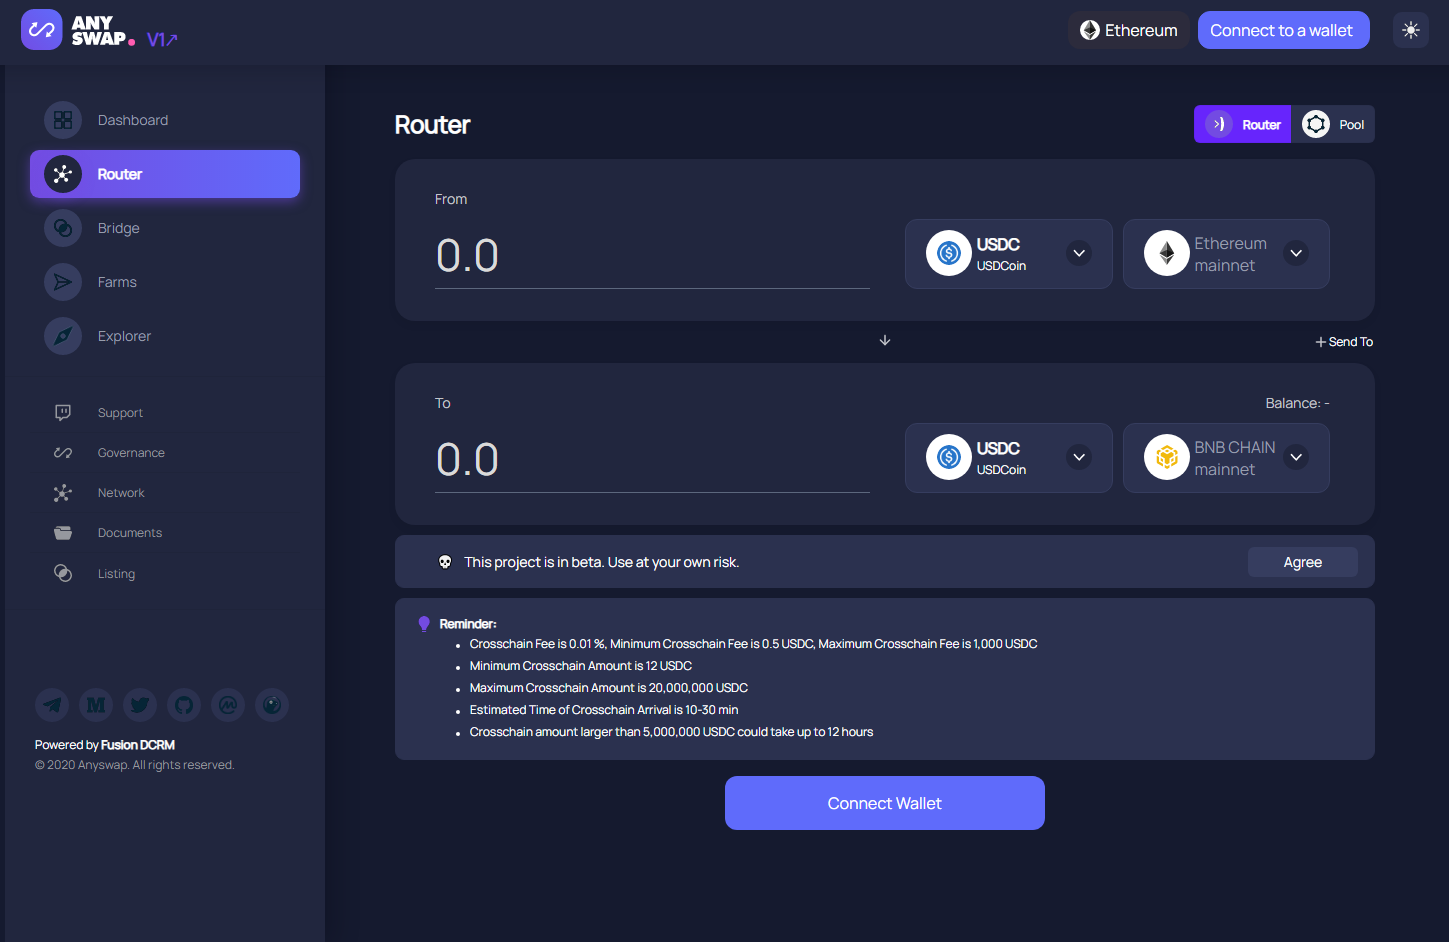 ANY
SWAP.
V1↗
Ethereum
Connect to a wallet
Dashboard
Router
Bridge
Farms
Explorer
Support
Governance
Network
Documents
Listing
Powered by Fusion DCRM
© 2020 Anyswap. All rights reserved.
Router
Router
Pool
From
0.0
USDC
USDCoin
Ethereum
mainnet
+ Send To
To
Balance: -
0.0
USDC
USDCoin
BNB CHAIN
mainnet
This project is in beta. Use at your own risk.
Agree
Reminder:
Crosschain Fee is 0.01 %, Minimum Crosschain Fee is 0.5 USDC, Maximum Crosschain Fee is 1,000 USDC
Minimum Crosschain Amount is 12 USDC
Maximum Crosschain Amount is 20,000,000 USDC
Estimated Time of Crosschain Arrival is 10-30 min
Crosschain amount larger than 5,000,000 USDC could take up to 12 hours
Connect Wallet